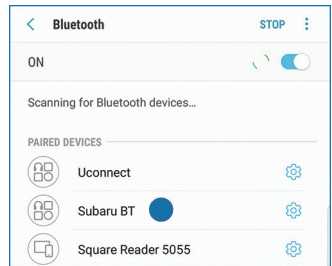 Bluetooth STOP
ON
Scanning for Bluetooth devices...
PAIRED DEVICES
Uconnect
Subaru BT
Square Reader 5055